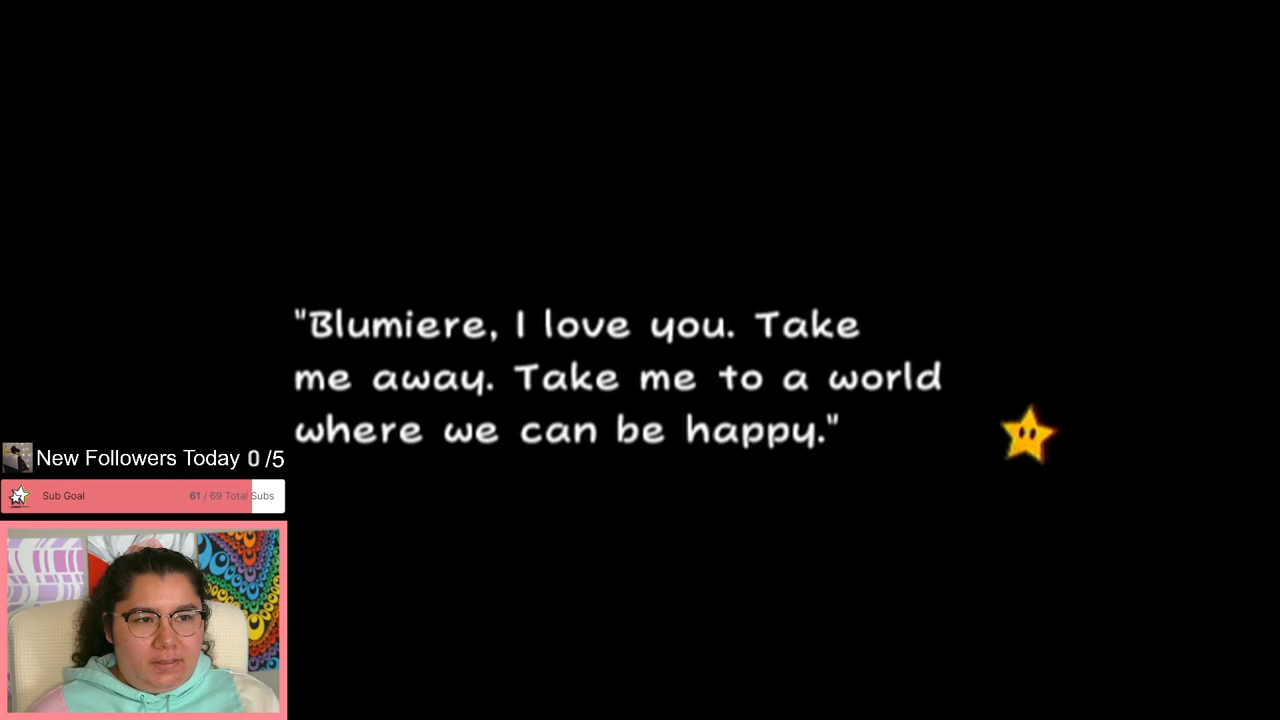 "Blumiere, I love you. Take
me away. Take me to a world
where we can be happy."
New Followers Today 0 /5
Sub Goal 61 / 69 Total Subs